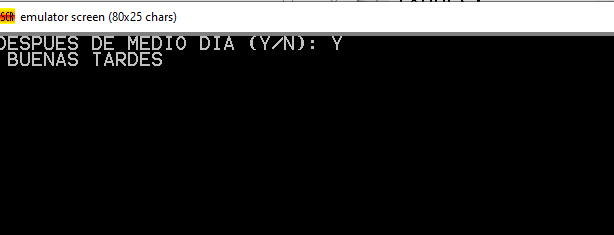 emulator screen (80x25 chars)
DESPUES DE MEDIO DIA (Y/N): Y
BUENAS TARDES